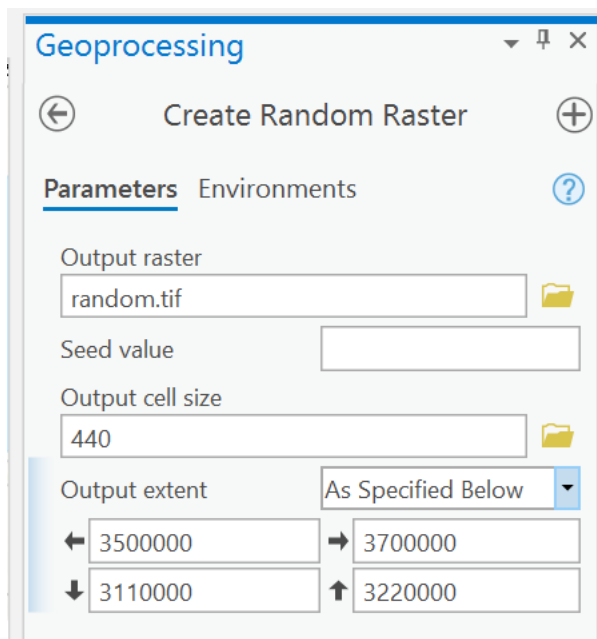 Geoprocessing
Create Random Raster
Parameters Environments
Output raster
random.tif
Seed value
Output cell size
440
Output extent As Specified Below
3500000 3700000
3110000 3220000